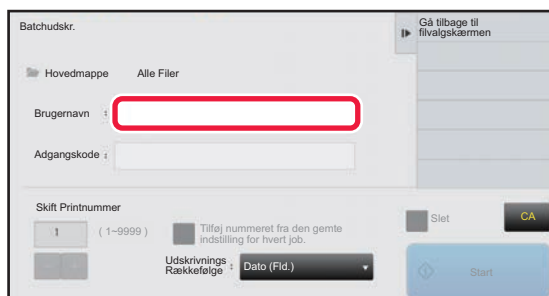 Batchudskr.
Gå tilbage til
filvalgskærmen
Hovedmappe Alle Filer
Brugernavn :
Adgangskode :
Skift Printnummer
1 ( 1~9999 )
Tilføj nummeret fra den gemte
indstilling for hvert job.
Udskrivnings
Rækkefølge : Dato (Fld.)
Slet
CA
Start